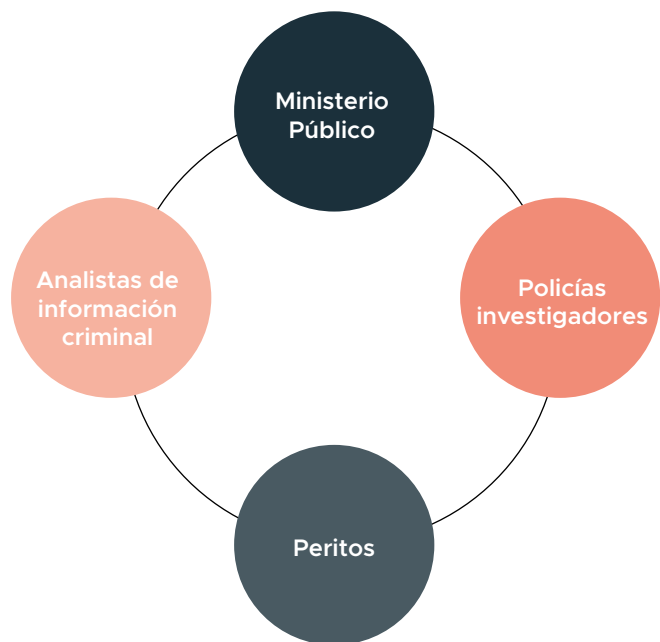 Ministerio
Público
Analistas de
información
criminal
Policías
investigadores
Peritos